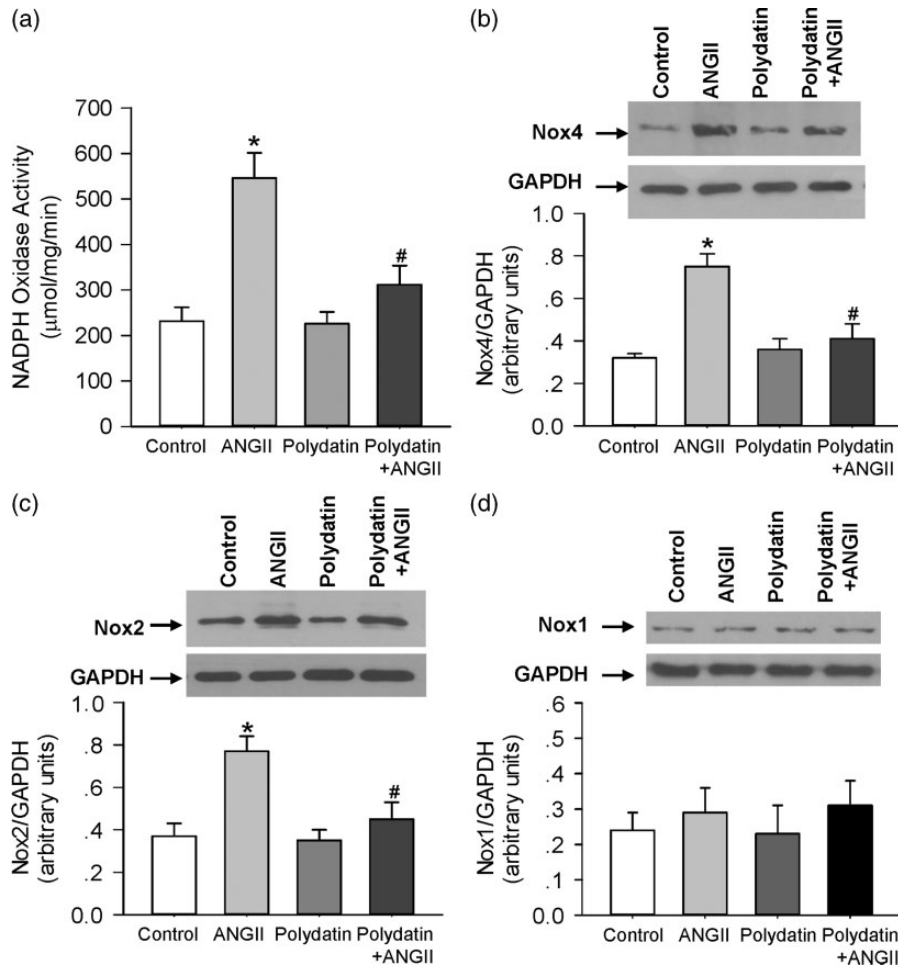 (a)
NADPH Oxidase Activity
(μmol/mg/min)
700
600
500
400
300
200
100
0
*
#
Control
ANGII
Polydatin
Polydatin
+ANGII
(b)
Control
ANGII
Polydatin
Polydatin
+ANGII
Nox4
GAPDH
Nox4/GAPDH
(arbitrary units)
1.0
.8
.6
.4
.2
0.0
*
#
Control
ANGII
Polydatin
Polydatin
+ANGII
(c)
Control
ANGII
Polydatin
Polydatin
+ANGII
Nox2
GAPDH
Nox2/GAPDH
(arbitrary units)
1.0
.8
.6
.4
.2
0.0
*
#
Control
ANGII
Polydatin
Polydatin
+ANGII
(d)
Control
ANGII
Polydatin
Polydatin
+ANGII
Nox1
GAPDH
Nox1/GAPDH
(arbitrary units)
.6
.5
.4
.3
.2
.1
0.0
Control
ANGII
Polydatin
Polydatin
+ANGII